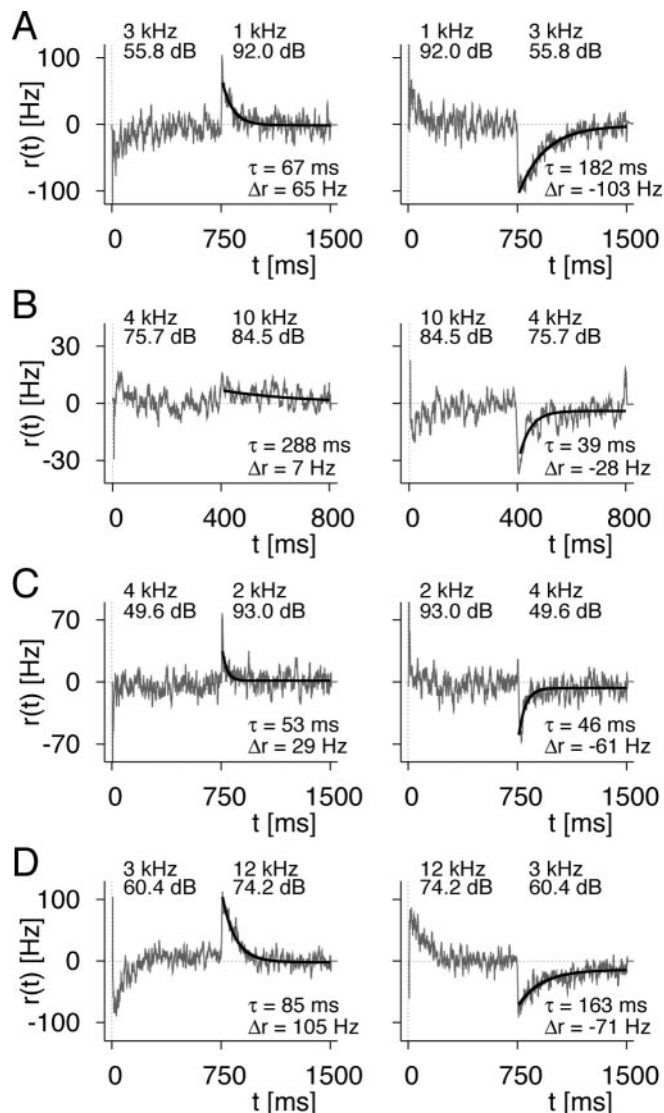 A
3 kHz 1 kHz
55.8 dB 92.0 dB
r(t) [Hz]
100
0
-100
τ = 67 ms
Δr = 65 Hz
0 750 1500
t [ms]
1 kHz 3 kHz
92.0 dB 55.8 dB
τ = 182 ms
Δr = -103 Hz
0 750 1500
t [ms]
B
4 kHz 10 kHz
75.7 dB 84.5 dB
r(t) [Hz]
30
0
-30
τ = 288 ms
Δr = 7 Hz
0 400 800
t [ms]
10 kHz 4 kHz
84.5 dB 75.7 dB
τ = 39 ms
Δr = -28 Hz
0 400 800
t [ms]
C
4 kHz 2 kHz
49.6 dB 93.0 dB
r(t) [Hz]
70
0
-70
τ = 53 ms
Δr = 29 Hz
0 750 1500
t [ms]
2 kHz 4 kHz
93.0 dB 49.6 dB
τ = 46 ms
Δr = -61 Hz
0 750 1500
t [ms]
D
3 kHz 12 kHz
60.4 dB 74.2 dB
r(t) [Hz]
100
0
-100
τ = 85 ms
Δr = 105 Hz
0 750 1500
t [ms]
12 kHz 3 kHz
74.2 dB 60.4 dB
τ = 163 ms
Δr = -71 Hz
0 750 1500
t [ms]